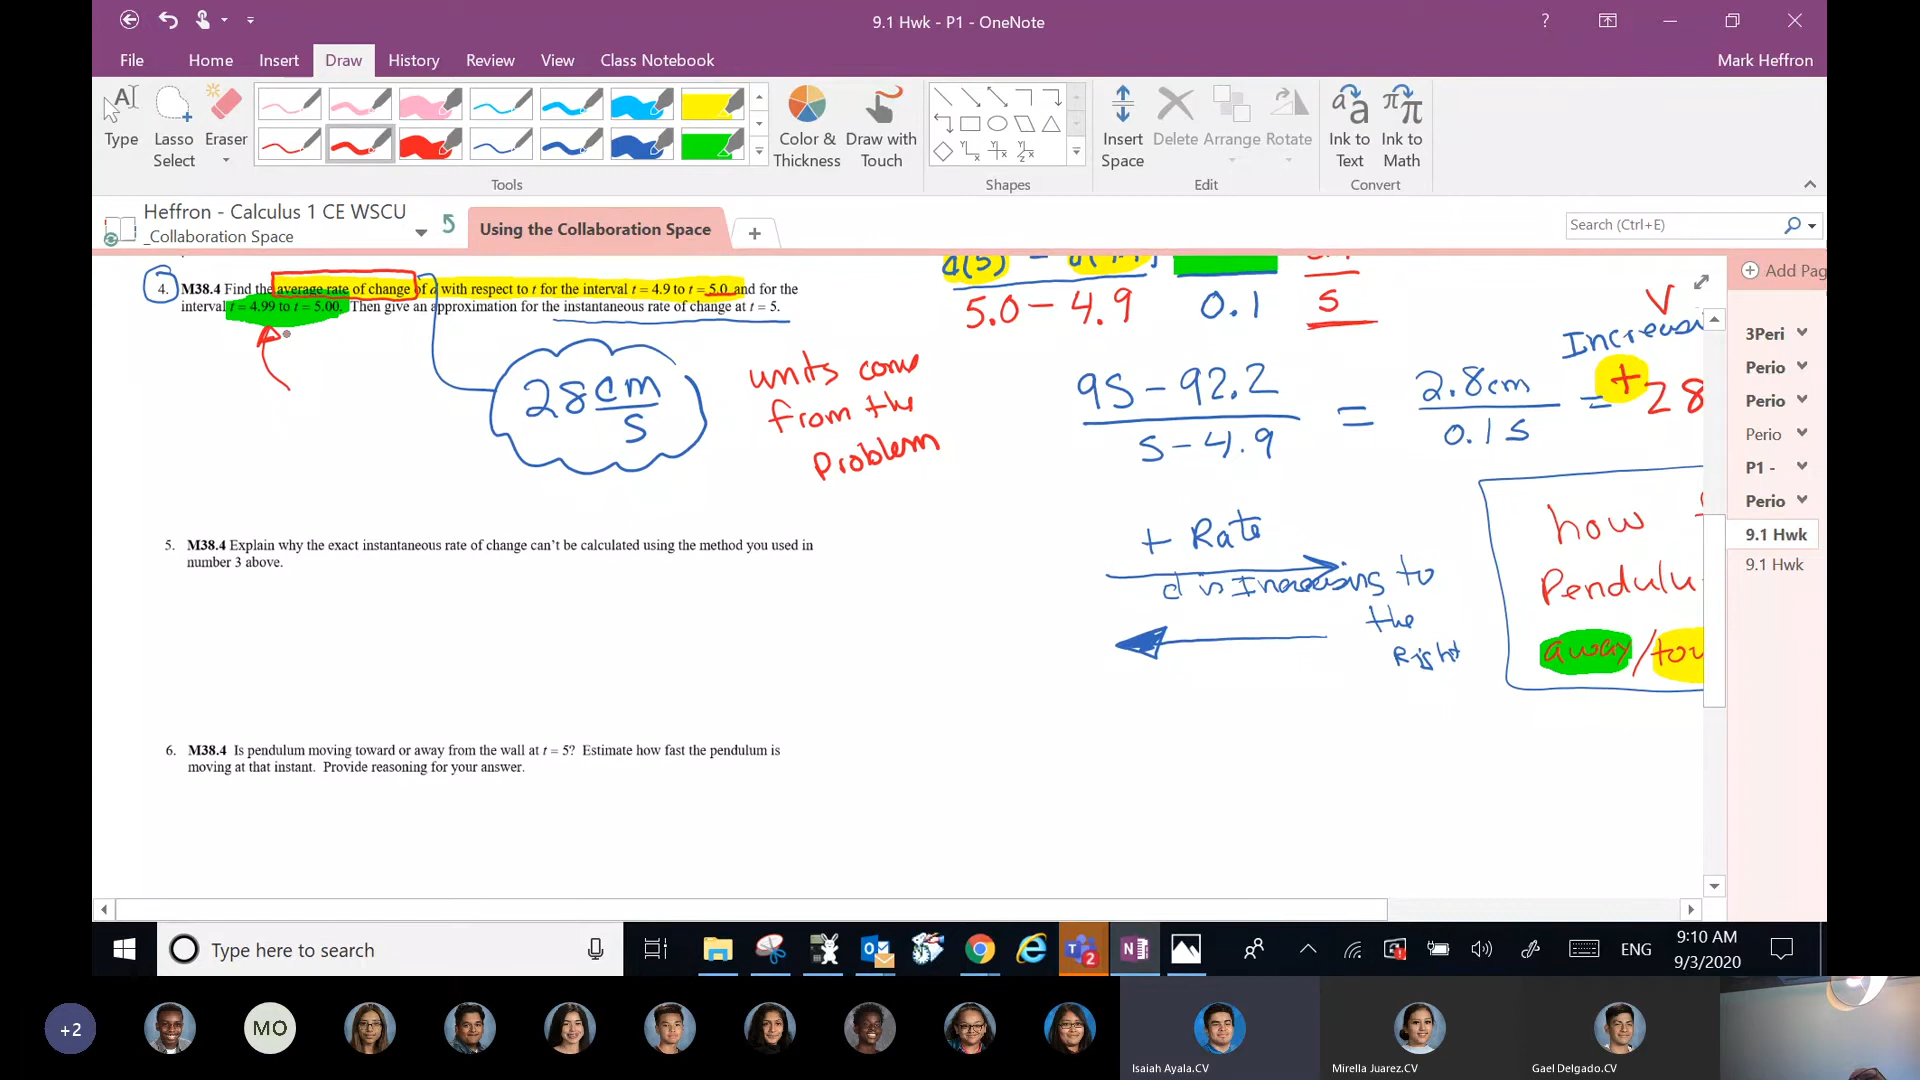 9.1 Hwk - P1 - OneNote
?
File Home Insert Draw History Review View Class Notebook
Mark Heffron
Type
Lasso Select
Eraser
Color & Thickness
Draw with Touch
Insert Space
Delete
Arrange
Rotate
Ink to Text
Ink to Math
Tools
Shapes
Edit
Convert
Heffron - Calculus 1 CE WSCU
_Collaboration Space
Using the Collaboration Space
Search (Ctrl+E)
Add Pag
4. M38.4 Find the average rate of change of d with respect to t for the interval t = 4.9 to t = 5.0 and for the
interval t = 4.99 to t = 5.00. Then give an approximation for the instantaneous rate of change at t = 5.
5.0 - 4.9
0.1
s
V
Increasi
28 cm
s
units come
from the
problem
95 - 92.2
5 - 4.9
=
2.8cm
0.1 s
= +28
+ Rate
d is Increasing to
the
Right
how
Pendulu
away/tow
5. M38.4 Explain why the exact instantaneous rate of change can't be calculated using the method you used in
number 3 above.
6. M38.4 Is pendulum moving toward or away from the wall at t = 5? Estimate how fast the pendulum is
moving at that instant. Provide reasoning for your answer.
3Peri
Perio
Perio
Perio
P1 -
Perio
9.1 Hwk
9.1 Hwk
Type here to search
2
ENG
9:10 AM
9/3/2020
+2
MO
Isaiah Ayala.CV
Mirella Juarez.CV
Gael Delgado.CV